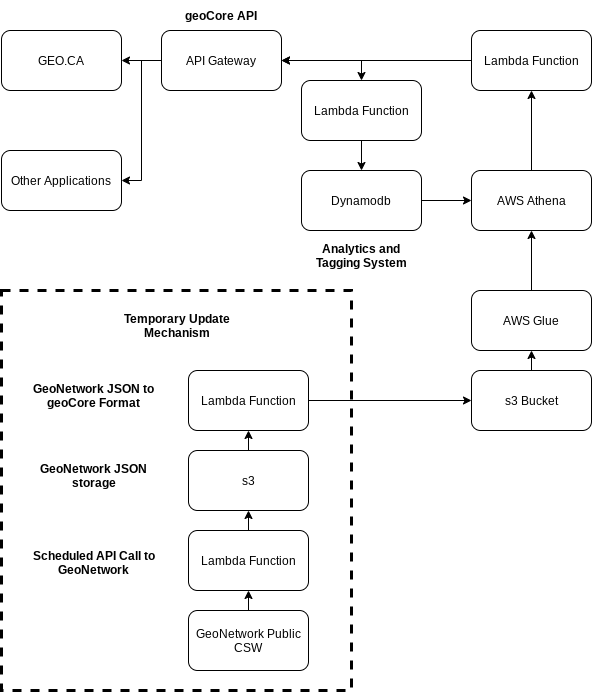 geoCore API
GEO.CA
API Gateway
Lambda Function
Lambda Function
Other Applications
Dynamodb
AWS Athena
Analytics and
Tagging System
Temporary Update
Mechanism
AWS Glue
GeoNetwork JSON to
geoCore Format
Lambda Function
s3 Bucket
GeoNetwork JSON
storage
s3
Scheduled API Call to
GeoNetwork
Lambda Function
GeoNetwork Public
CSW